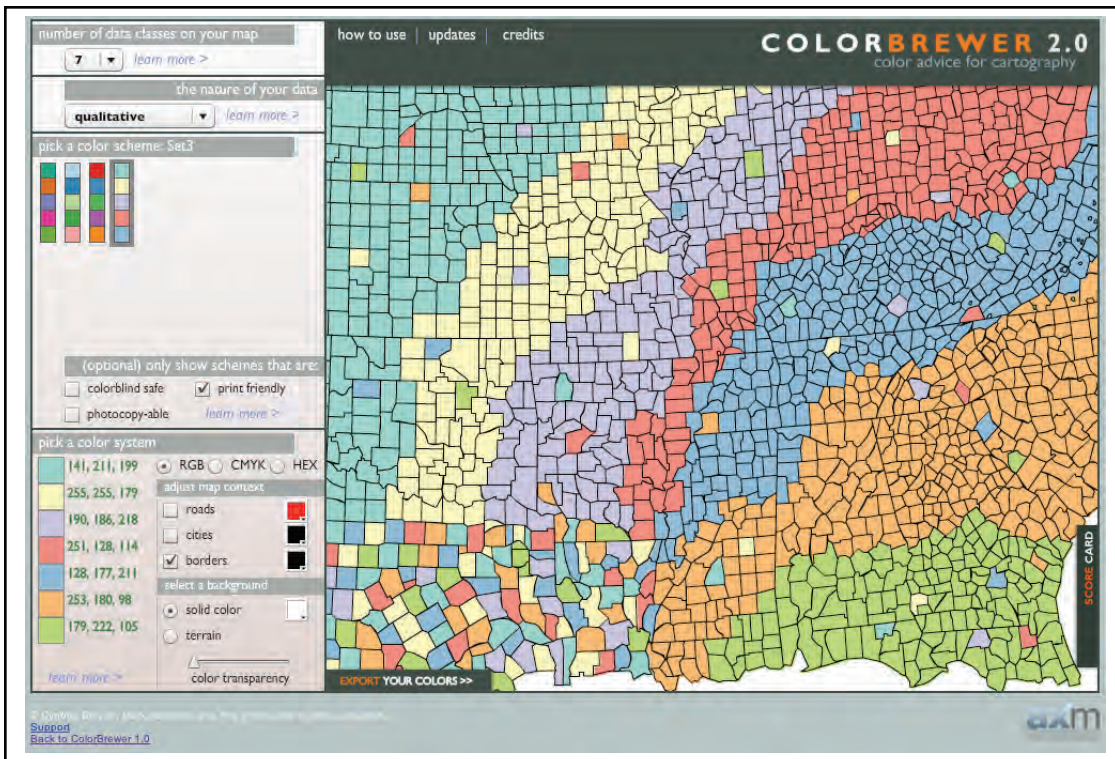 number of data classes on your map
7 learn more >
the nature of your data
qualitative learn more >
pick a color scheme: Set3
(optional) only show schemes that are:
colorblind safe print friendly
photocopy-able learn more >
pick a color system
141, 211, 199
255, 255, 179
190, 186, 218
251, 128, 114
128, 177, 211
253, 180, 98
179, 222, 105
learn more >
RGB CMYK HEX
adjust map context
roads
cities
borders
select a background
solid color
terrain
color transparency
how to use | updates | credits
COLORBREWER 2.0
color advice for cartography
SCORE CARD
EXPORT YOUR COLORS >>
Support
Back to ColorBrewer 1.0
axm